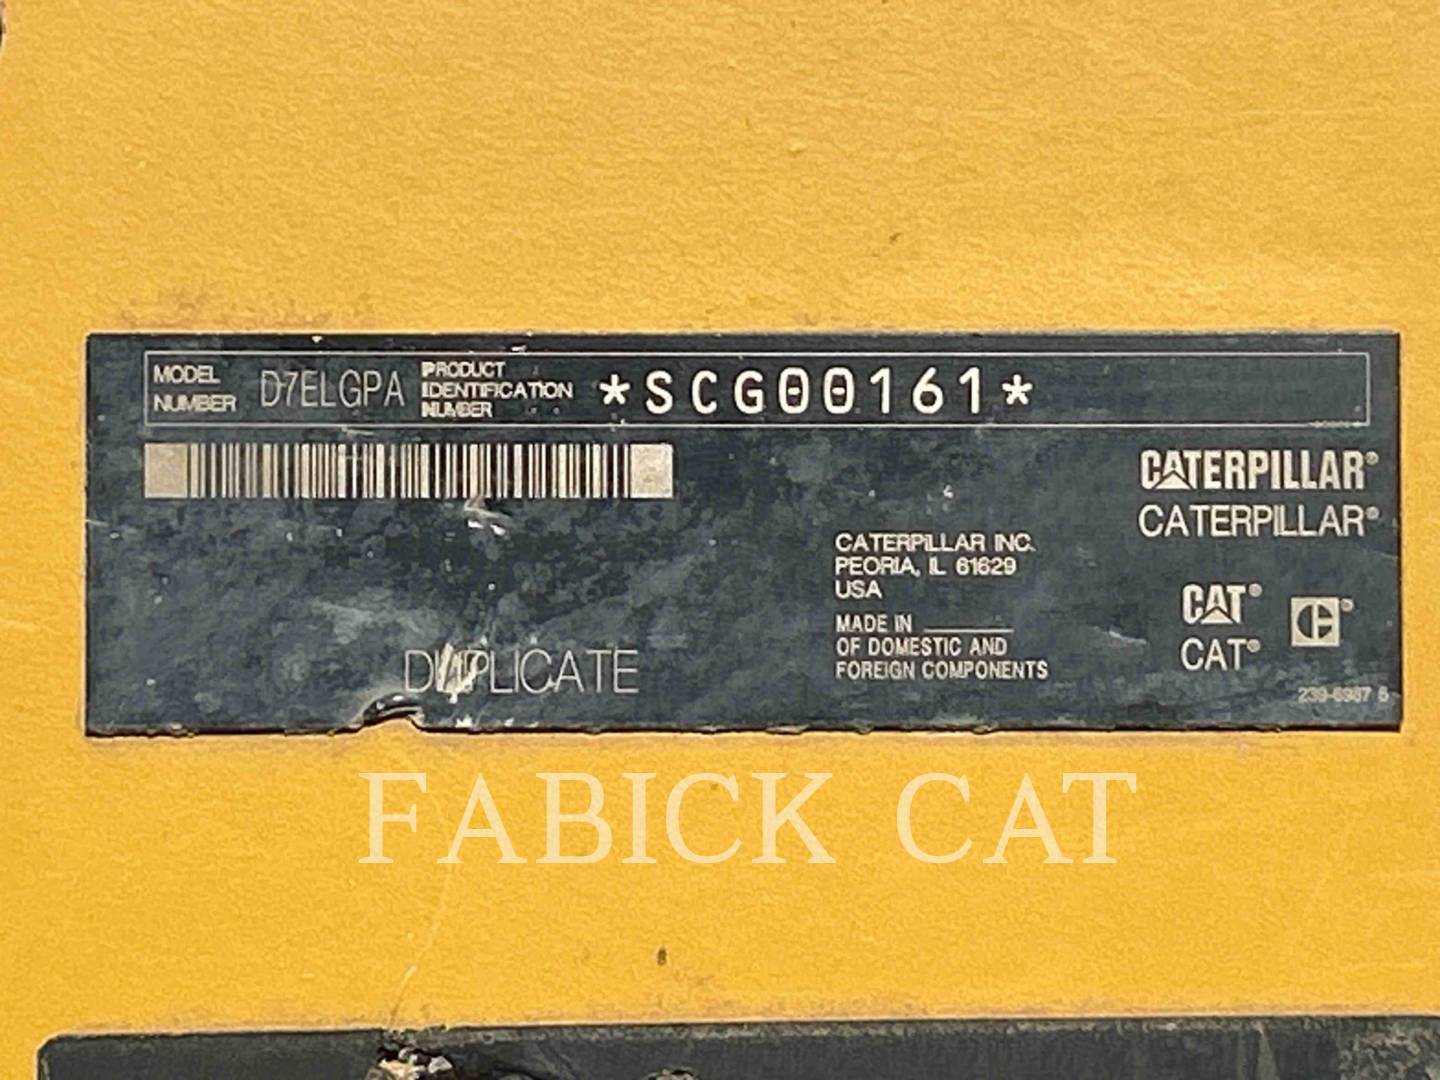 MODEL
NUMBER
D7ELGPA
PRODUCT
IDENTIFICATION
NUMBER
*SCG00161*
CATERPILLAR®
CATERPILLAR®
CATERPILLAR INC.
PEORIA, IL 61629
USA
MADE IN
OF DOMESTIC AND
FOREIGN COMPONENTS
CAT®
CAT®
DUPLICATE
FABICK CAT